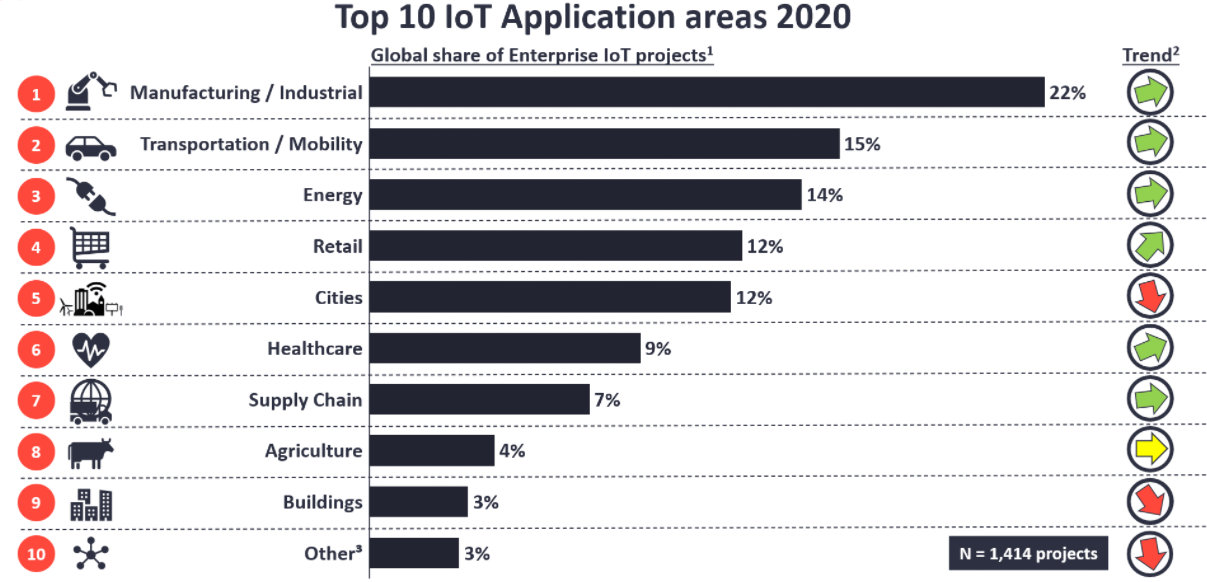 Top 10 IoT Application areas 2020
Global share of Enterprise IoT projects¹ Trend²
1 Manufacturing / Industrial 22%
2 Transportation / Mobility 15%
3 Energy 14%
4 Retail 12%
5 Cities 12%
6 Healthcare 9%
7 Supply Chain 7%
8 Agriculture 4%
9 Buildings 3%
10 Other³ 3%
N = 1,414 projects